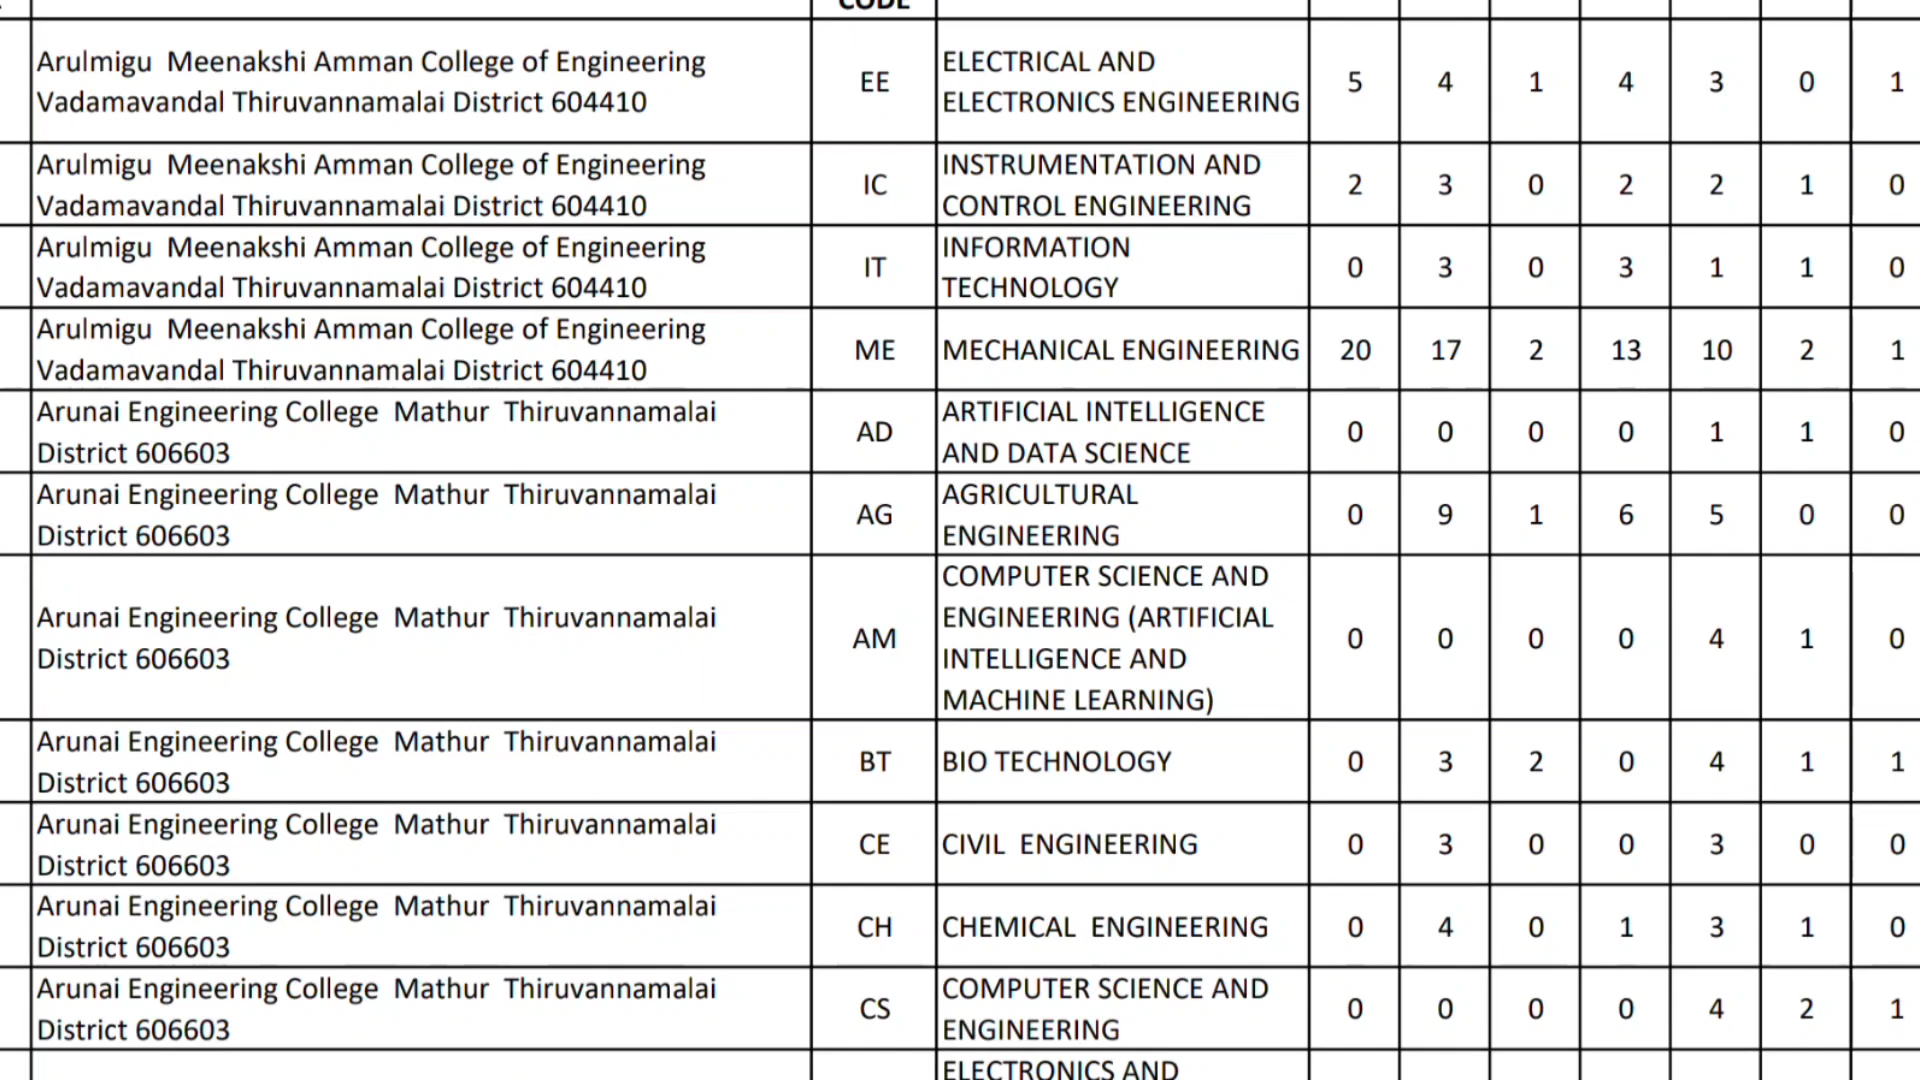 CODE
Arulmigu  Meenakshi Amman College of Engineering
Vadamavandal Thiruvannamalai District 604410
EE
ELECTRICAL AND
ELECTRONICS ENGINEERING
5 4 1 4 3 0 1
Arulmigu  Meenakshi Amman College of Engineering
Vadamavandal Thiruvannamalai District 604410
IC
INSTRUMENTATION AND
CONTROL ENGINEERING
2 3 0 2 2 1 0
Arulmigu  Meenakshi Amman College of Engineering
Vadamavandal Thiruvannamalai District 604410
IT
INFORMATION
TECHNOLOGY
0 3 0 3 1 1 0
Arulmigu  Meenakshi Amman College of Engineering
Vadamavandal Thiruvannamalai District 604410
ME
MECHANICAL ENGINEERING
20 17 2 13 10 2 1
Arunai Engineering College  Mathur  Thiruvannamalai
District 606603
AD
ARTIFICIAL INTELLIGENCE
AND DATA SCIENCE
0 0 0 0 1 1 0
Arunai Engineering College  Mathur  Thiruvannamalai
District 606603
AG
AGRICULTURAL
ENGINEERING
0 9 1 6 5 0 0
Arunai Engineering College  Mathur  Thiruvannamalai
District 606603
AM
COMPUTER SCIENCE AND
ENGINEERING (ARTIFICIAL
INTELLIGENCE AND
MACHINE LEARNING)
0 0 0 0 4 1 0
Arunai Engineering College  Mathur  Thiruvannamalai
District 606603
BT
BIO TECHNOLOGY
0 3 2 0 4 1 1
Arunai Engineering College  Mathur  Thiruvannamalai
District 606603
CE
CIVIL  ENGINEERING
0 3 0 0 3 0 0
Arunai Engineering College  Mathur  Thiruvannamalai
District 606603
CH
CHEMICAL  ENGINEERING
0 4 0 1 3 1 0
Arunai Engineering College  Mathur  Thiruvannamalai
District 606603
CS
COMPUTER SCIENCE AND
ENGINEERING
0 0 0 0 4 2 1
ELECTRONICS AND